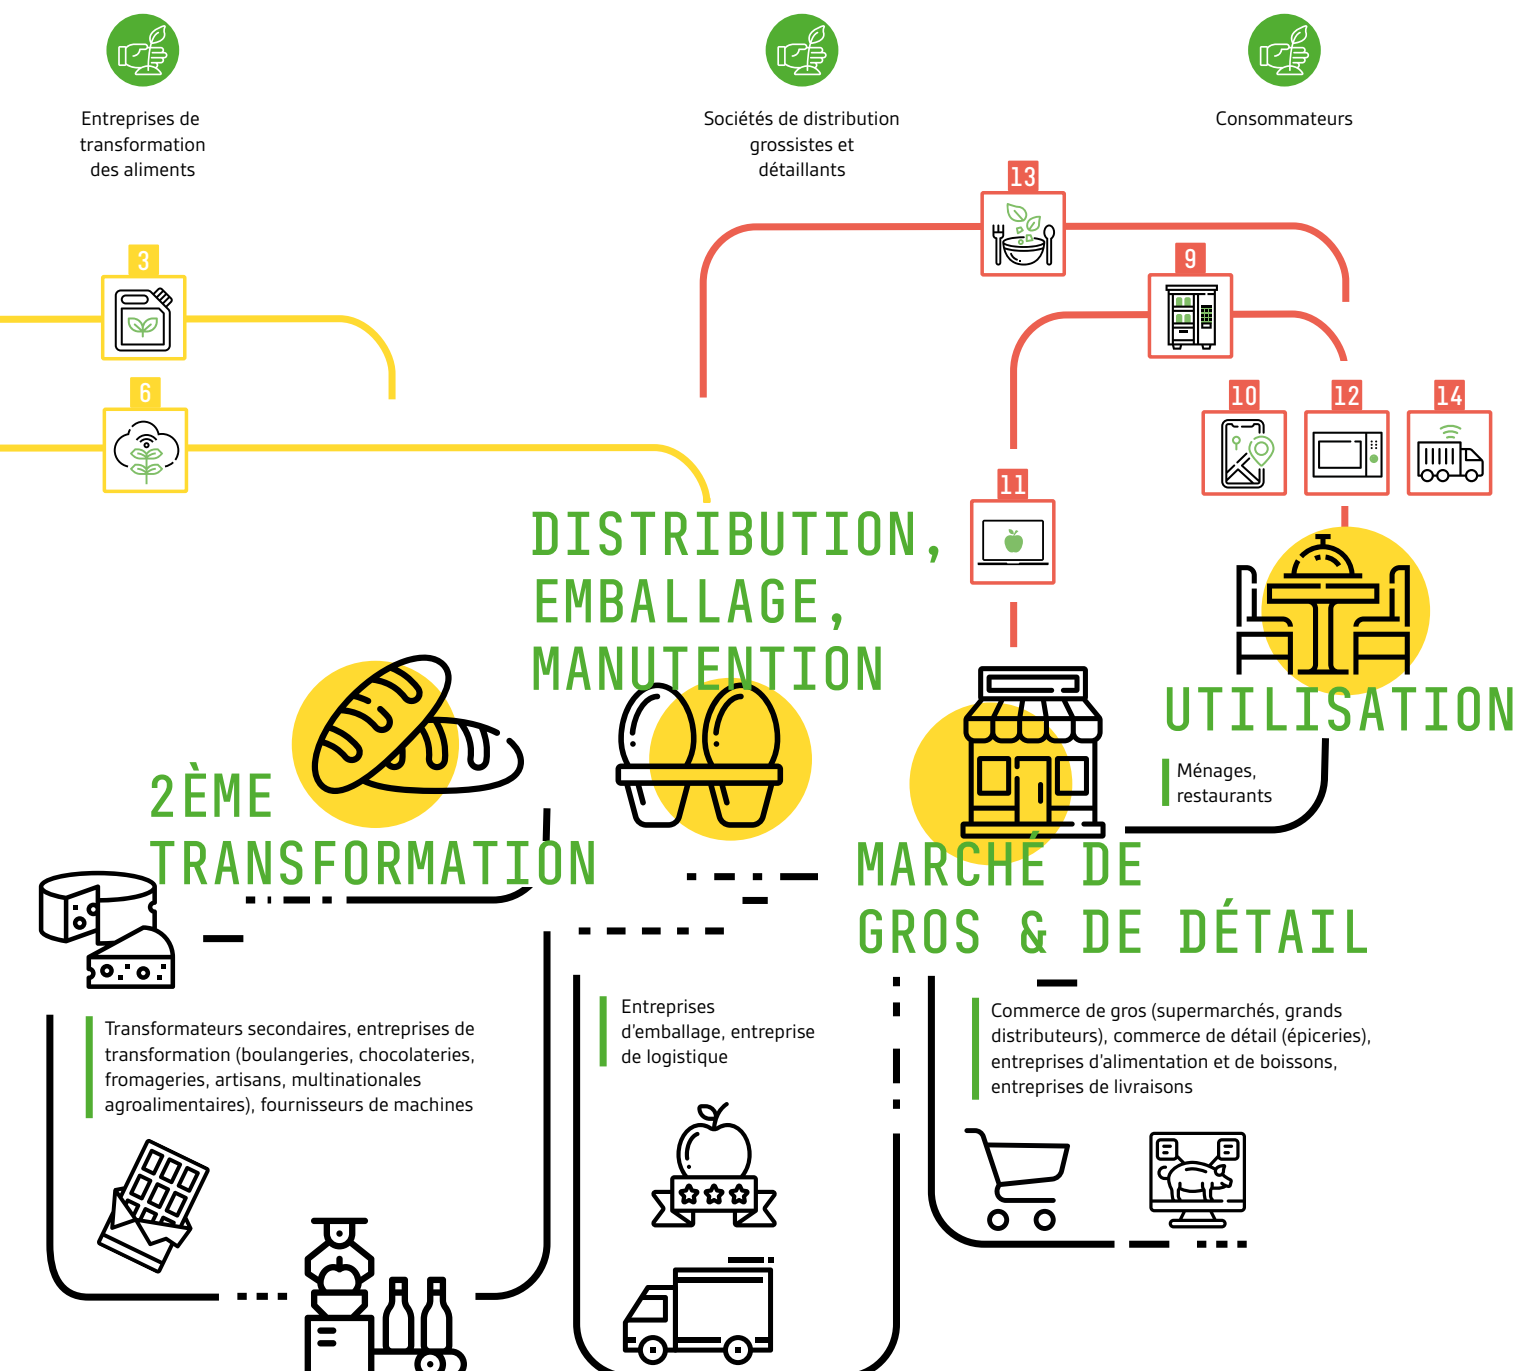 Entreprises de
transformation
des aliments
Sociétés de distribution
grossistes et
détaillants
Consommateurs
13
9
3
6
10
12
14
11
DISTRIBUTION,
EMBALLAGE,
MANUTENTION
UTILISATION
Ménages,
restaurants
2ÈME
TRANSFORMATION
MARCHÉ DE
GROS & DE DÉTAIL
Transformateurs secondaires, entreprises de
transformation (boulangeries, chocolateries,
fromageries, artisans, multinationales
agroalimentaires), fournisseurs de machines
Entreprises
d'emballage, entreprise
de logistique
Commerce de gros (supermarchés, grands
distributeurs), commerce de détail (épiceries),
entreprises d'alimentation et de boissons,
entreprises de livraisons